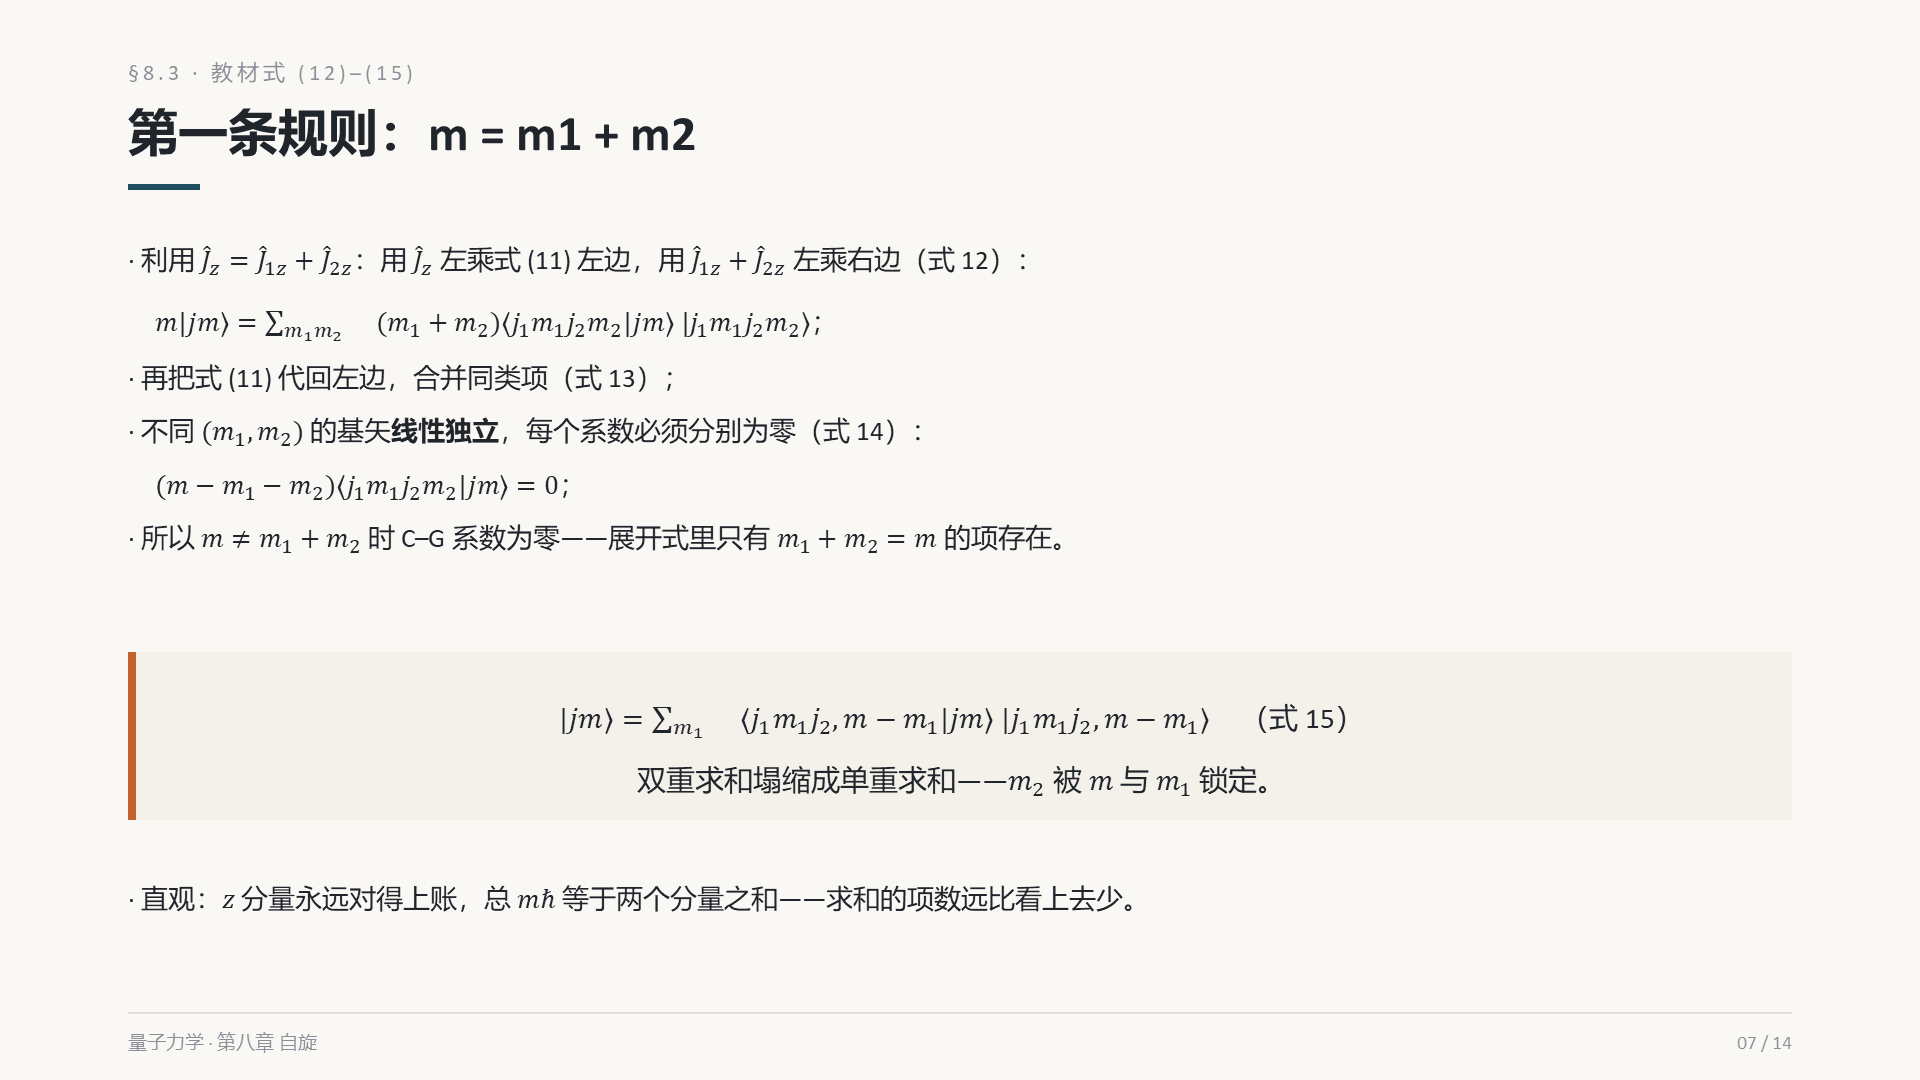 §8.3 · 教材式 (12)–(15)
第一条规则：m = m1 + m2
· 利用 Ĵ_z = Ĵ_{1z} + Ĵ_{2z}：用 Ĵ_z 左乘式 (11) 左边，用 Ĵ_{1z} + Ĵ_{2z} 左乘右边（式 12）：
m|jm⟩ = ∑_{m₁m₂} (m₁ + m₂)⟨j₁m₁j₂m₂|jm⟩ |j₁m₁j₂m₂⟩；
· 再把式 (11) 代回左边，合并同类项（式 13）；
· 不同 (m₁, m₂) 的基矢线性独立，每个系数必须分别为零（式 14）：
(m − m₁ − m₂)⟨j₁m₁j₂m₂|jm⟩ = 0；
· 所以 m ≠ m₁ + m₂ 时 C–G 系数为零——展开式里只有 m₁ + m₂ = m 的项存在。
|jm⟩ = ∑_{m₁} ⟨j₁m₁j₂, m − m₁|jm⟩ |j₁m₁j₂, m − m₁⟩ （式 15）
双重求和塌缩成单重求和——m₂ 被 m 与 m₁ 锁定。
· 直观：z 分量永远对得上账，总 mℏ 等于两个分量之和——求和的项数远比看上去少。
量子力学 · 第八章 自旋
07 / 14